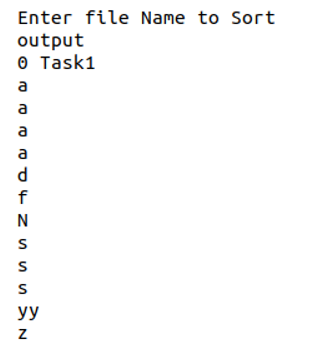 Enter file Name to Sort
output
0 Task1
a
a
a
a
d
f
N
s
s
s
yy
z